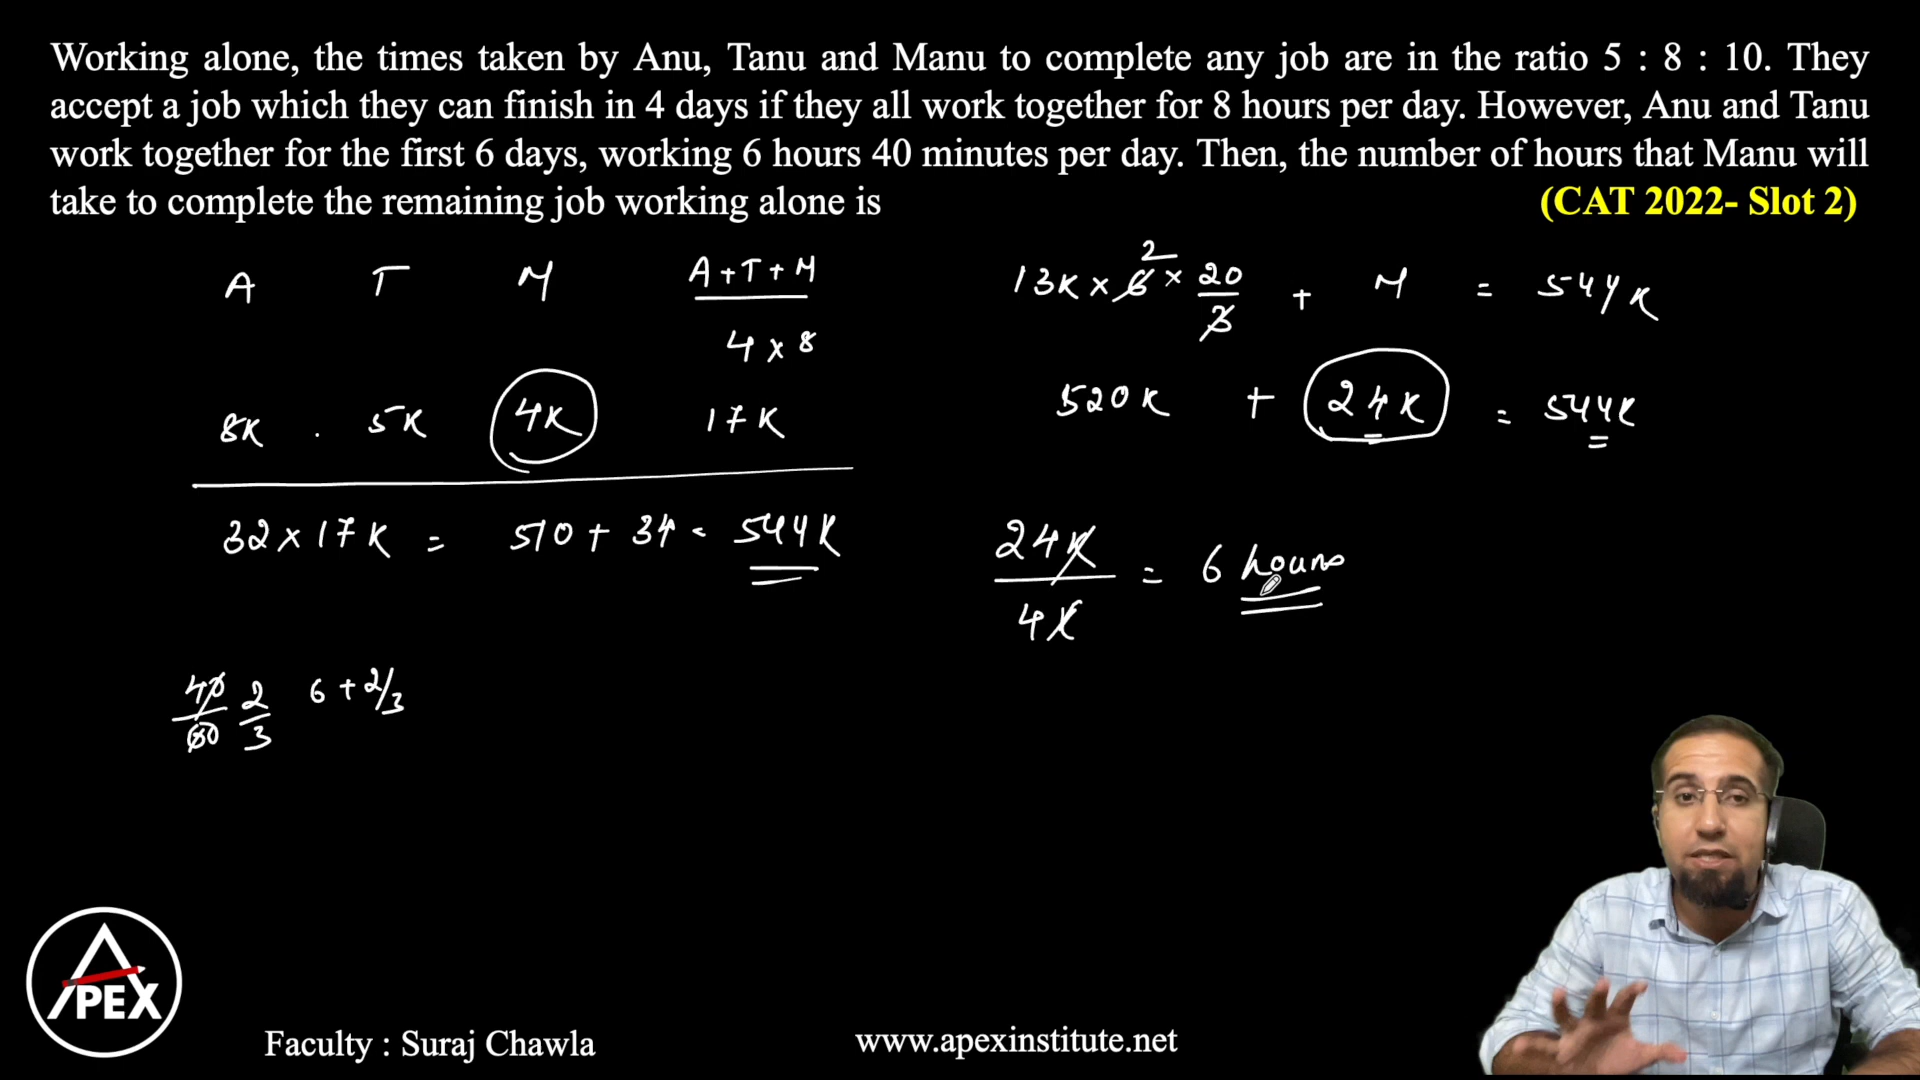 Working alone, the times taken by Anu, Tanu and Manu to complete any job are in the ratio 5 : 8 : 10. They
accept a job which they can finish in 4 days if they all work together for 8 hours per day. However, Anu and Tanu
work together for the first 6 days, working 6 hours 40 minutes per day. Then, the number of hours that Manu will
take to complete the remaining job working alone is (CAT 2022- Slot 2)
A T M A+T+M
4 × 8
8K . 5K 4K 17K
32 × 17K = 510 + 34 = 544K
40/60 2/3 6 + 2/3
13K × 6 2 × 20/3 + M = 544K
520K + 24K = 544K
24K/4K = 6 hours
APEX
Faculty : Suraj Chawla
www.apexinstitute.net